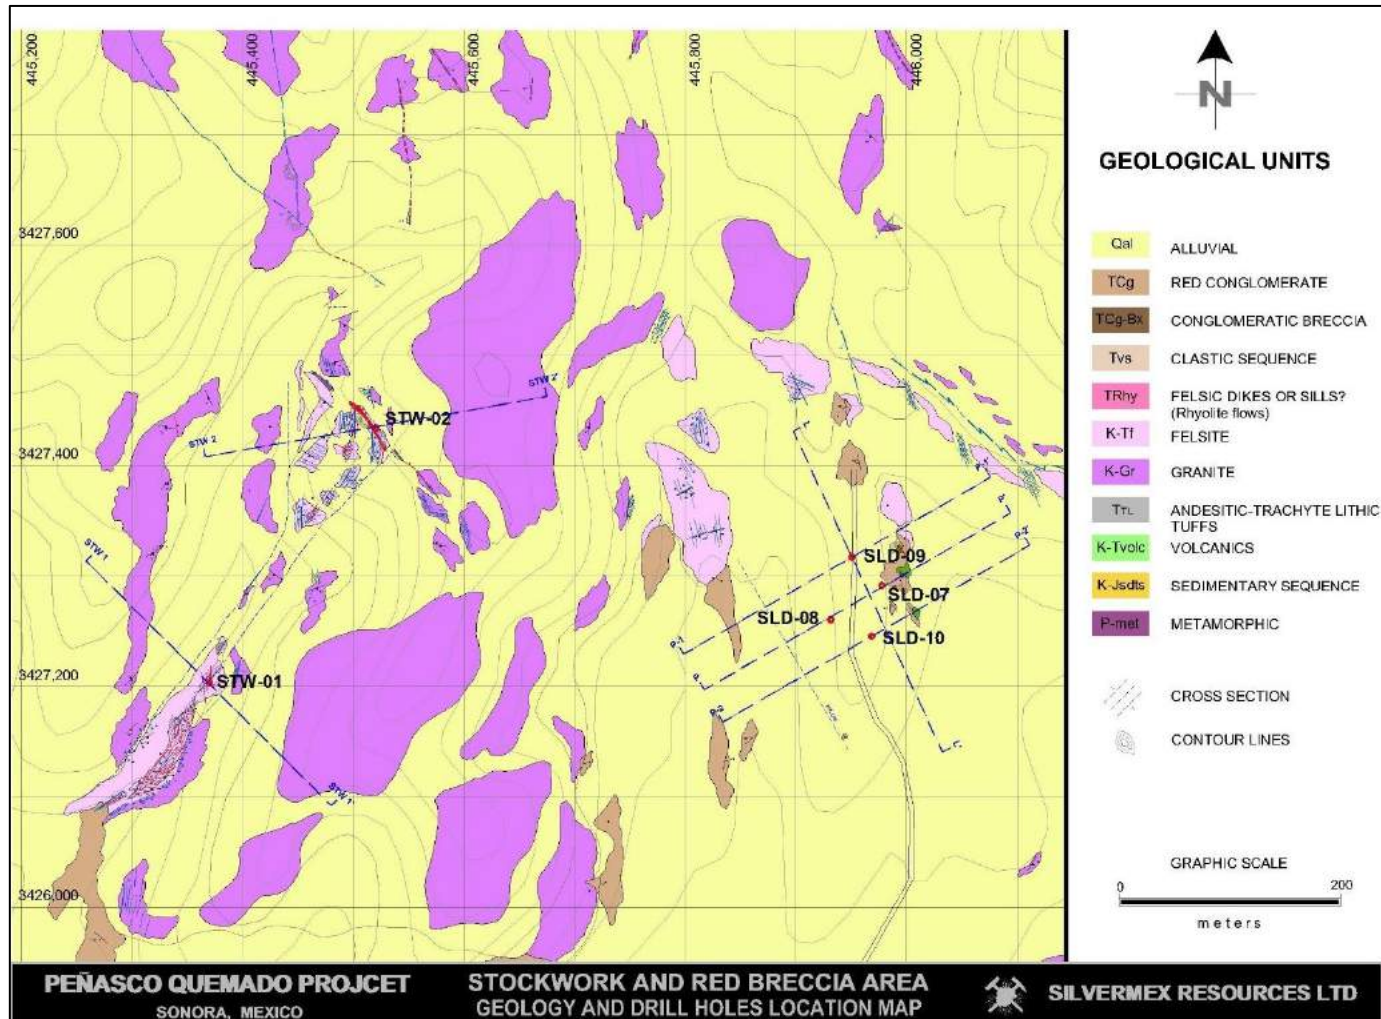 445,200
445,400
445,600
445,800
446,000
3427,600
3427,400
3427,200
3426,000
STW 2'
STW-02
STW 2
STW 1
STW-01
STW 1'
SLD-09
SLD-07
SLD-08
SLD-10
P-1
P
P-2
P'
P-2'
N
GEOLOGICAL UNITS
Qal ALLUVIAL
TCg RED CONGLOMERATE
TCg-Bx CONGLOMERATIC BRECCIA
Tvs CLASTIC SEQUENCE
TRhy FELSIC DIKES OR SILLS?
(Rhyolite flows)
K-Tf FELSITE
K-Gr GRANITE
TTL ANDESITIC-TRACHYTE LITHIC
TUFFS
K-Tvolc VOLCANICS
K-Jsdts SEDIMENTARY SEQUENCE
P-met METAMORPHIC
CROSS SECTION
CONTOUR LINES
GRAPHIC SCALE
0 200
meters
PEÑASCO QUEMADO PROJCET
SONORA, MEXICO
STOCKWORK AND RED BRECCIA AREA
GEOLOGY AND DRILL HOLES LOCATION MAP
SILVERMEX RESOURCES LTD